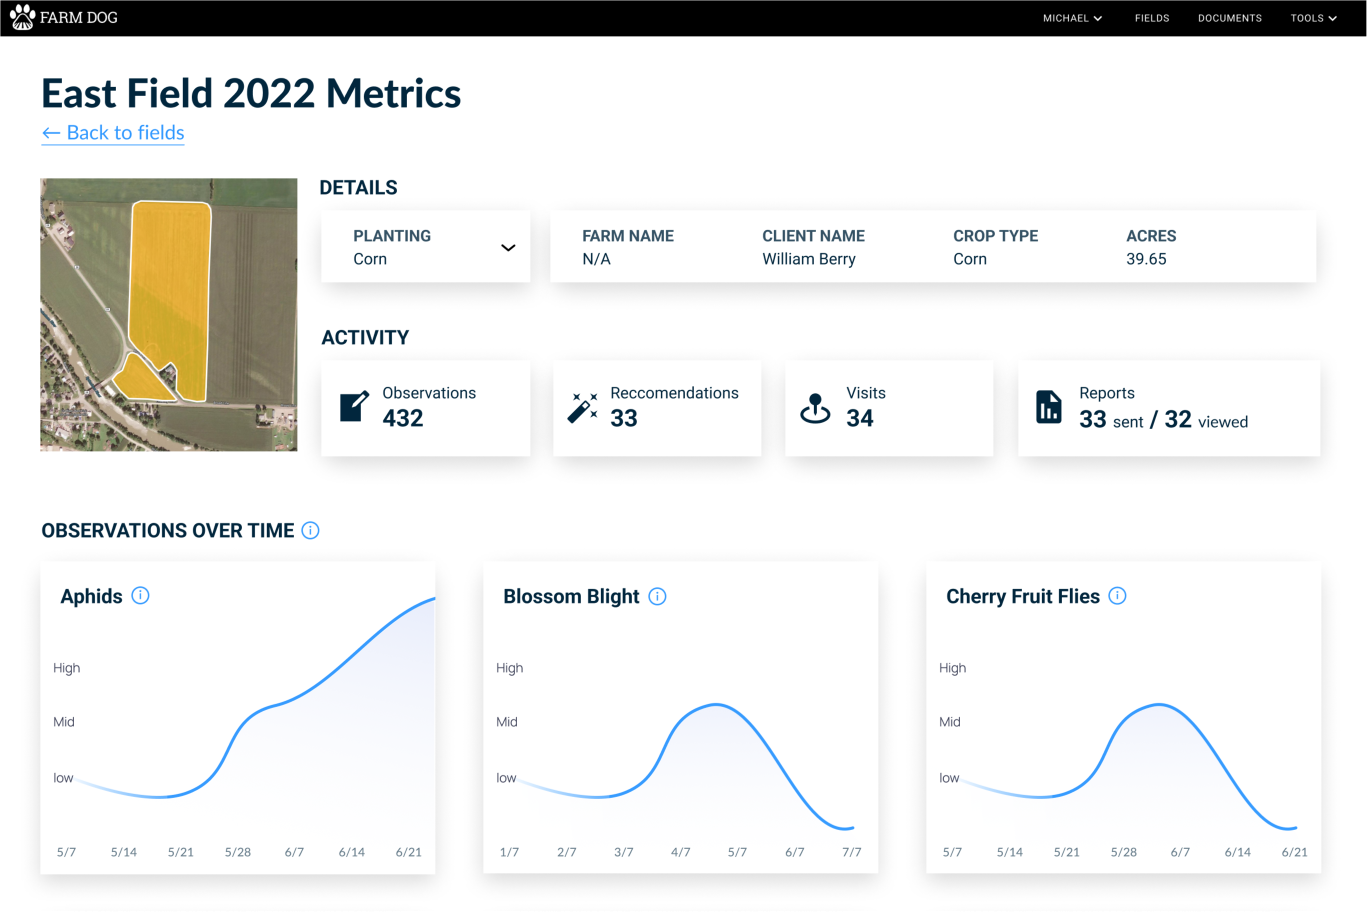 FARM DOG
MICHAEL FIELDS DOCUMENTS TOOLS
East Field 2022 Metrics
← Back to fields
DETAILS
PLANTING
Corn
FARM NAME CLIENT NAME CROP TYPE ACRES
N/A William Berry Corn 39.65
ACTIVITY
Observations
432
Reccomendations
33
Visits
34
Reports
33 sent / 32 viewed
OBSERVATIONS OVER TIME
Aphids
High
Mid
low
5/7 5/14 5/21 5/28 6/7 6/14 6/21
Blossom Blight
High
Mid
low
1/7 2/7 3/7 4/7 5/7 6/7 7/7
Cherry Fruit Flies
High
Mid
low
5/7 5/14 5/21 5/28 6/7 6/14 6/21